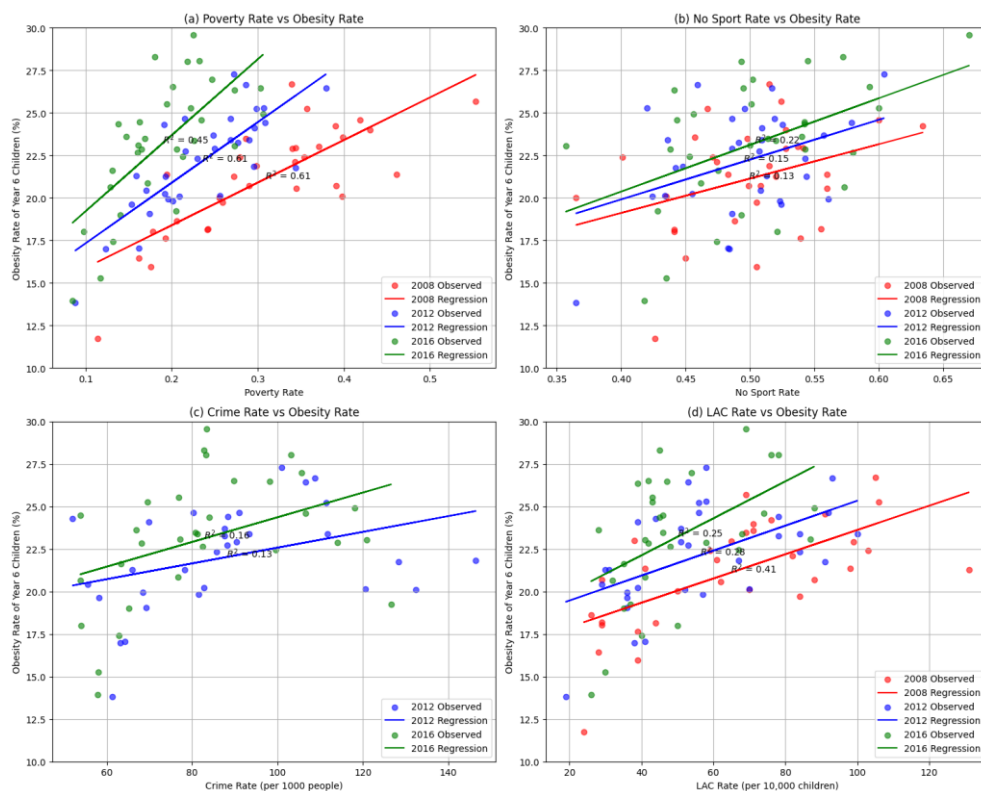 (a) Poverty Rate vs Obesity Rate
30.0
27.5
25.0
22.5
20.0
17.5
15.0
12.5
10.0
Obesity Rate of Year 6 Children (%)
R² = 0.45
R² = 0.61
R² = 0.61
2008 Observed
2008 Regression
2012 Observed
2012 Regression
2016 Observed
2016 Regression
0.1 0.2 0.3 0.4 0.5
Poverty Rate
(b) No Sport Rate vs Obesity Rate
30.0
27.5
25.0
22.5
20.0
17.5
15.0
12.5
10.0
Obesity Rate of Year 6 Children (%)
R² = 0.22
R² = 0.15
R² = 0.13
2008 Observed
2008 Regression
2012 Observed
2012 Regression
2016 Observed
2016 Regression
0.35 0.40 0.45 0.50 0.55 0.60 0.65
No Sport Rate
(c) Crime Rate vs Obesity Rate
30.0
27.5
25.0
22.5
20.0
17.5
15.0
12.5
10.0
Obesity Rate of Year 6 Children (%)
R² = 0.16
R² = 0.13
2012 Observed
2012 Regression
2016 Observed
2016 Regression
60 80 100 120 140
Crime Rate (per 1000 people)
(d) LAC Rate vs Obesity Rate
30.0
27.5
25.0
22.5
20.0
17.5
15.0
12.5
10.0
Obesity Rate of Year 6 Children (%)
R² = 0.25
R² = 0.28
R² = 0.41
2008 Observed
2008 Regression
2012 Observed
2012 Regression
2016 Observed
2016 Regression
20 40 60 80 100 120
LAC Rate (per 10,000 children)